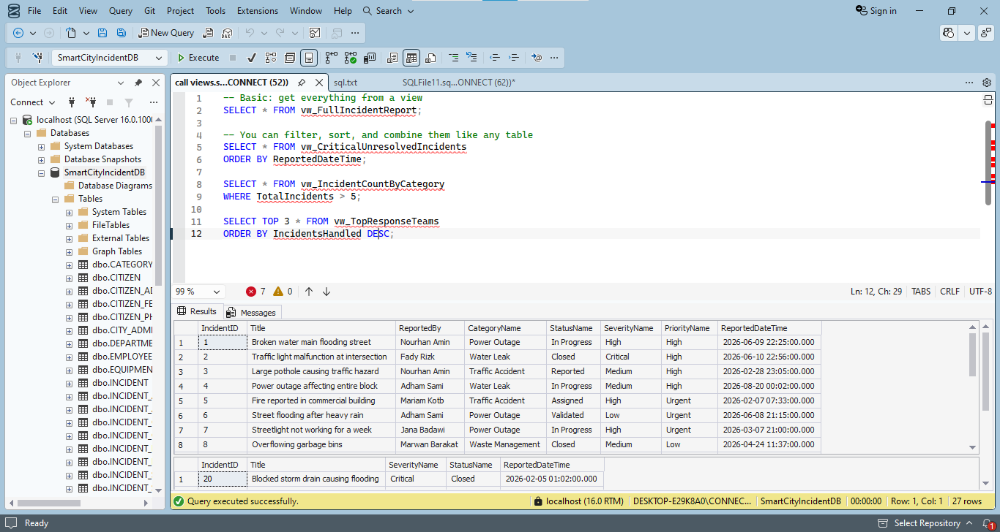 File Edit View Query Git Project Tools Extensions Window Help Search Sign in
New Query DAX
SmartCityIncidentDB Execute
Object Explorer
call views.s...CONNECT (52)) sql.txt SQLFile11.sq...ONNECT (62))*
Connect
localhost (SQL Server 16.0.1000
Databases
System Databases
Database Snapshots
SmartCityIncidentDB
Database Diagrams
Tables
System Tables
FileTables
External Tables
Graph Tables
dbo.CATEGORY
dbo.CITIZEN
dbo.CITIZEN_AD
dbo.CITIZEN_FE
dbo.CITIZEN_PH
dbo.CITY_ADMI
dbo.DEPARTME
dbo.EMPLOYEE
dbo.EQUIPMEN
dbo.INCIDENT
dbo.INCIDENT_
dbo.INCIDENT_
dbo.INCIDENT_
dbo.INCIDENT_
dbo.INCIDENT_
dbo.INCIDENT_
dbo.INCIDENT_
dbo.INCIDENT_
1 -- Basic: get everything from a view
2 SELECT * FROM vw_FullIncidentReport;
3
4 -- You can filter, sort, and combine them like any table
5 SELECT * FROM vw_CriticalUnresolvedIncidents
6 ORDER BY ReportedDateTime;
7
8 SELECT * FROM vw_IncidentCountByCategory
9 WHERE TotalIncidents > 5;
10
11 SELECT TOP 3 * FROM vw_TopResponseTeams
12 ORDER BY IncidentsHandled DESC;
99 % 7 0 Ln: 12, Ch: 29 TABS CRLF UTF-8
Results Messages
IncidentID Title ReportedBy CategoryName StatusName SeverityName PriorityName ReportedDateTime
1 1 Broken water main flooding street Nourhan Amin Power Outage In Progress High High 2026-06-09 22:25:00.000
2 2 Traffic light malfunction at intersection Fady Rizk Water Leak Closed Critical High 2026-06-10 22:56:00.000
3 3 Large pothole causing traffic hazard Nourhan Amin Traffic Accident Reported Medium High 2026-02-28 23:05:00.000
4 4 Power outage affecting entire block Adham Sami Water Leak In Progress Medium High 2026-08-20 00:02:00.000
5 5 Fire reported in commercial building Mariam Kotb Traffic Accident Assigned High Urgent 2026-02-07 07:33:00.000
6 6 Street flooding after heavy rain Adham Sami Power Outage Validated Low Urgent 2026-06-08 21:15:00.000
7 7 Streetlight not working for a week Jana Badawi Power Outage In Progress High Urgent 2026-03-07 21:00:00.000
8 8 Overflowing garbage bins Marwan Barakat Waste Management Closed Medium Low 2026-04-24 11:37:00.000
IncidentID Title SeverityName StatusName ReportedDateTime
1 20 Blocked storm drain causing flooding Critical Closed 2026-02-05 01:02:00.000
Query executed successfully. localhost (16.0 RTM) DESKTOP-E29K8A0\CONNEC... SmartCityIncidentDB 00:00:00 Row: 1, Col: 1 27 rows
Ready Select Repository 1